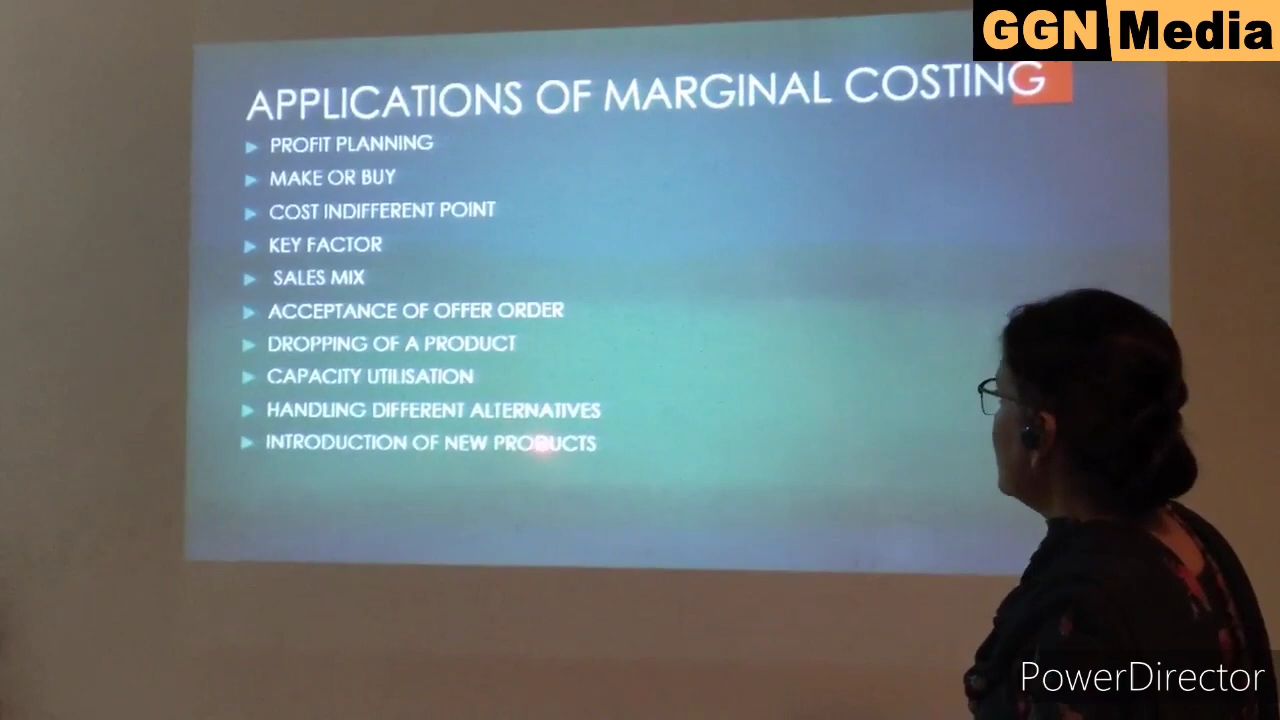 GGN Media
APPLICATIONS OF MARGINAL COSTING
PROFIT PLANNING
MAKE OR BUY
COST INDIFFERENT POINT
KEY FACTOR
SALES MIX
ACCEPTANCE OF OFFER ORDER
DROPPING OF A PRODUCT
CAPACITY UTILISATION
HANDLING DIFFERENT ALTERNATIVES
INTRODUCTION OF NEW PRODUCTS
PowerDirector